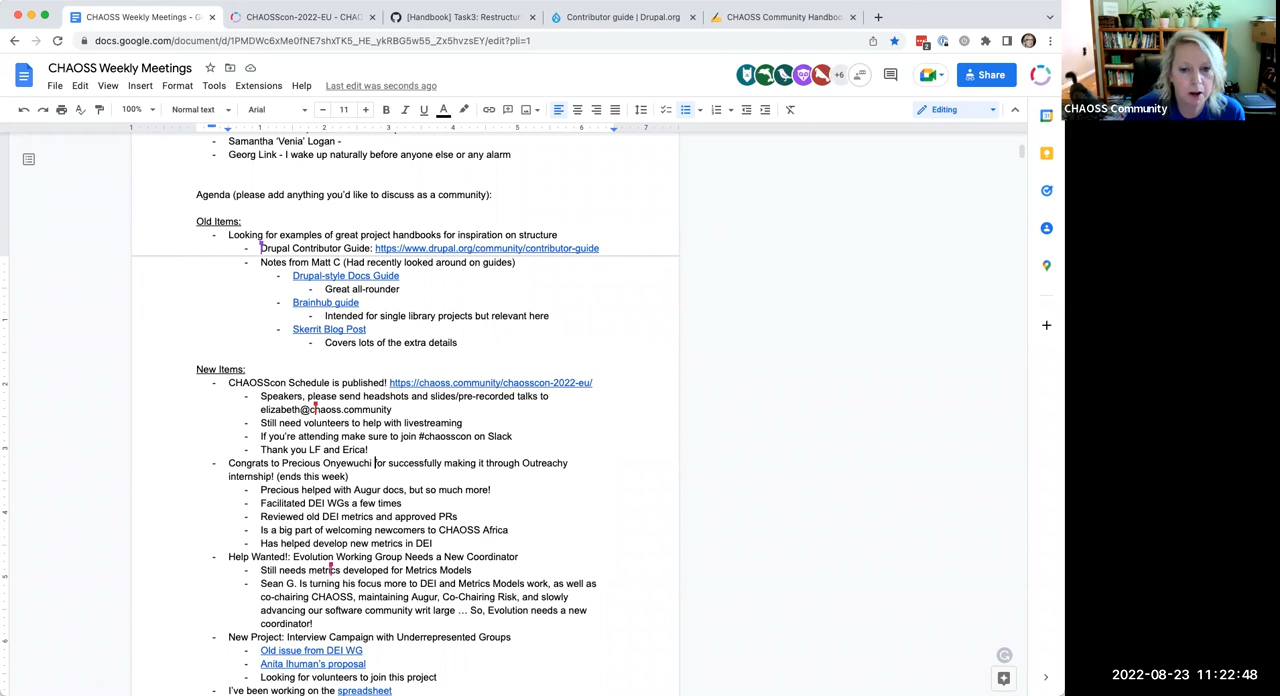 CHAOSS Weekly Meetings - G
CHAOSScon-2022-EU - CHAO
[Handbook] Task3: Restructur
Contributor guide | Drupal.org
CHAOSS Community Handboo
docs.google.com/document/d/1PMDWc6xMe0fNE7shxTK5_HE_ykRBG5w55_Zx5hvzsEY/edit?pli=1
2
CHAOSS Weekly Meetings
File Edit View Insert Format Tools Extensions Help Last edit was seconds ago
+6
Share
100% Normal text Arial 11 B I U A Editing
1 1 2 3 4 5 6 7
- Samantha 'Venia' Logan -
- Georg Link - I wake up naturally before anyone else or any alarm
Agenda (please add anything you'd like to discuss as a community):
Old Items:
- Looking for examples of great project handbooks for inspiration on structure
- Drupal Contributor Guide: https://www.drupal.org/community/contributor-guide
- Notes from Matt C (Had recently looked around on guides)
- Drupal-style Docs Guide
- Great all-rounder
- Brainhub guide
- Intended for single library projects but relevant here
- Skerrit Blog Post
- Covers lots of the extra details
New Items:
- CHAOSScon Schedule is published! https://chaoss.community/chaosscon-2022-eu/
- Speakers, please send headshots and slides/pre-recorded talks to
elizabeth@chaoss.community
- Still need volunteers to help with livestreaming
- If you're attending make sure to join #chaosscon on Slack
- Thank you LF and Erica!
- Congrats to Precious Onyewuchi for successfully making it through Outreachy
internship! (ends this week)
- Precious helped with Augur docs, but so much more!
- Facilitated DEI WGs a few times
- Reviewed old DEI metrics and approved PRs
- Is a big part of welcoming newcomers to CHAOSS Africa
- Has helped develop new metrics in DEI
- Help Wanted!: Evolution Working Group Needs a New Coordinator
- Still needs metrics developed for Metrics Models
- Sean G. Is turning his focus more to DEI and Metrics Models work, as well as
co-chairing CHAOSS, maintaining Augur, Co-Chairing Risk, and slowly
advancing our software community writ large … So, Evolution needs a new
coordinator!
- New Project: Interview Campaign with Underrepresented Groups
- Old issue from DEI WG
- Anita Ihuman's proposal
- Looking for volunteers to join this project
- I've been working on the spreadsheet
CHAOSS Community
2022-08-23 11:22:48